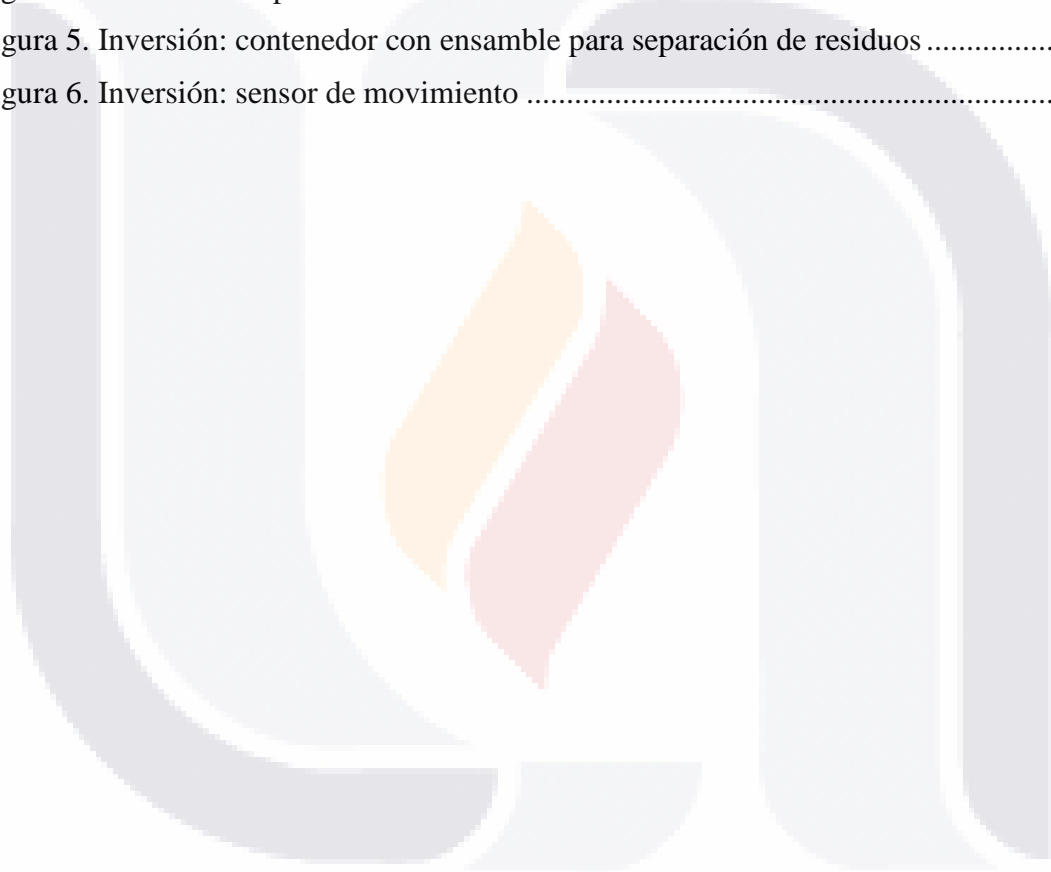 gura 5. Inversión: contenedor con ensamble para separación de residuos ................
gura 6. Inversión: sensor de movimiento ...................................................................